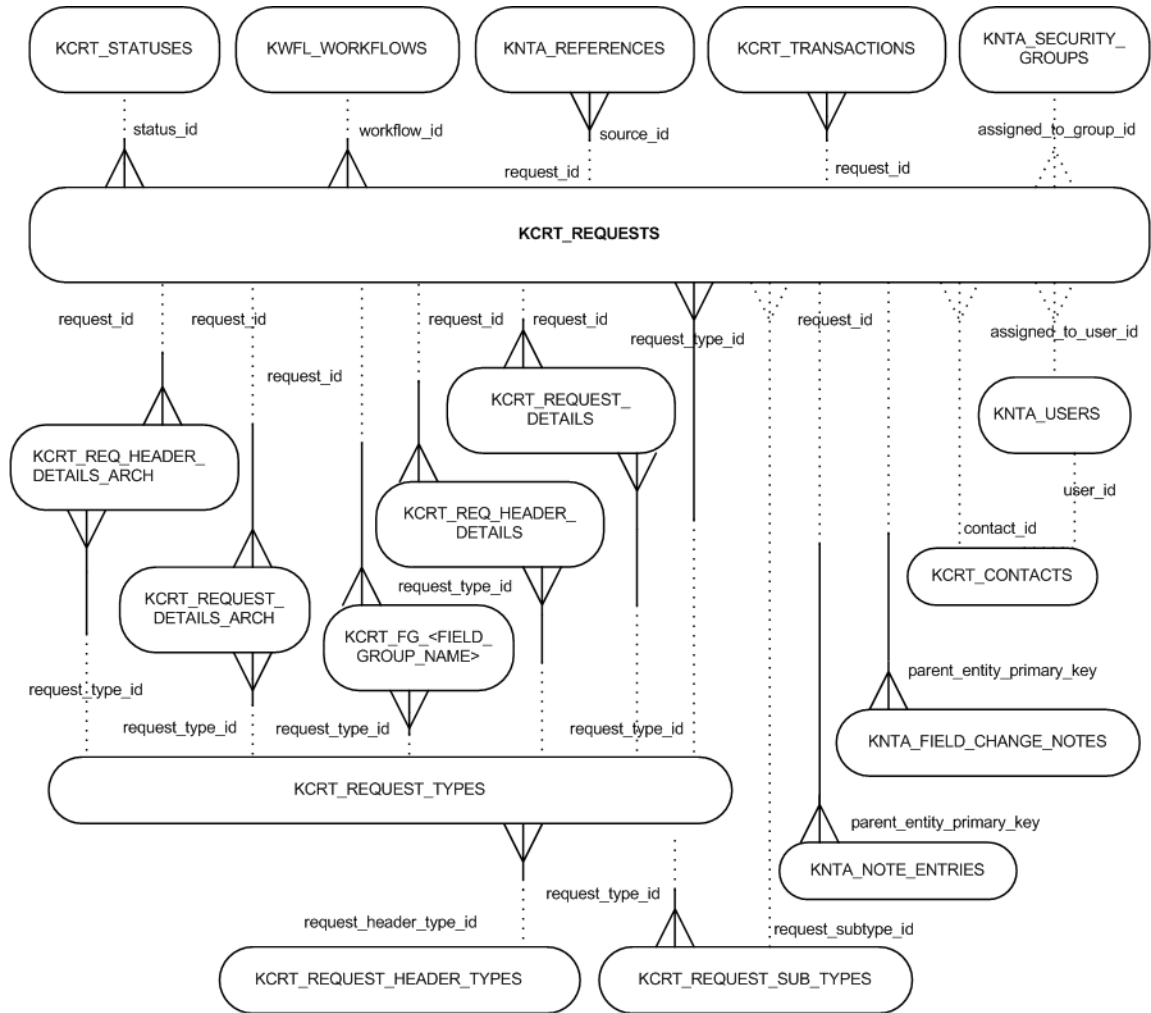 KCRT_STATUSES
KWFL_WORKFLOWS
KNTA_REFERENCES
KCRT_TRANSACTIONS
KNTA_SECURITY_
GROUPS
status_id
workflow_id
source_id
assigned_to_group_id
request_id
request_id
KCRT_REQUESTS
request_id
request_id
request_id
request_id
request_id
request_type_id
assigned_to_user_id
request_id
KCRT_REQUEST_
DETAILS
KNTA_USERS
KCRT_REQ_HEADER_
DETAILS_ARCH
user_id
KCRT_REQ_HEADER_
DETAILS
contact_id
KCRT_CONTACTS
request_type_id
KCRT_REQUEST_
DETAILS_ARCH
KCRT_FG_<FIELD_
GROUP_NAME>
parent_entity_primary_key
request_type_id
request_type_id
request_type_id
request_type_id
KNTA_FIELD_CHANGE_NOTES
KCRT_REQUEST_TYPES
parent_entity_primary_key
KNTA_NOTE_ENTRIES
request_type_id
request_header_type_id
request_subtype_id
KCRT_REQUEST_HEADER_TYPES
KCRT_REQUEST_SUB_TYPES